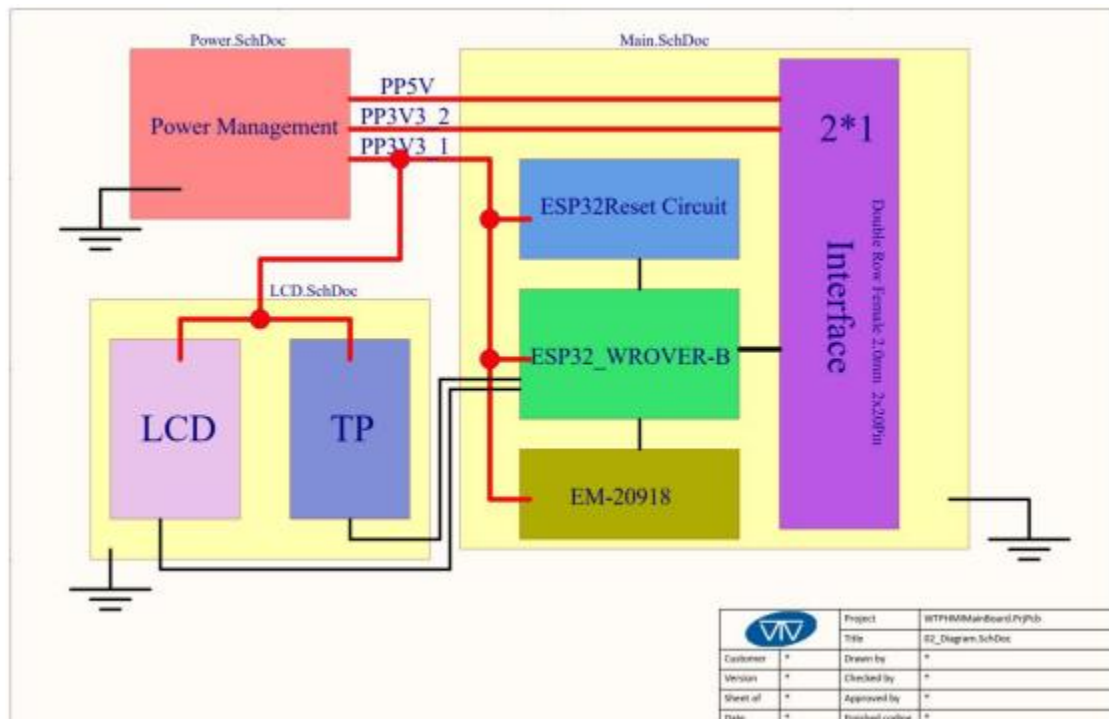 Power.SchDoc
Main.SchDoc
Power Management
PP5V
PP3V3_2
PP3V3_1
2*1
Interface
Double Row Female 2.0mm 2x20Pin
ESP32Reset Circuit
LCD.SchDoc
ESP32_WROVER-B
LCD
TP
EM-20918
Project WTPHMIMainBoard.PrjPcb
Title 02_Diagram.SchDoc
Customer * Drawn by *
Version * Checked by *
Sheet of * Approved by *
Date * Finished coding *